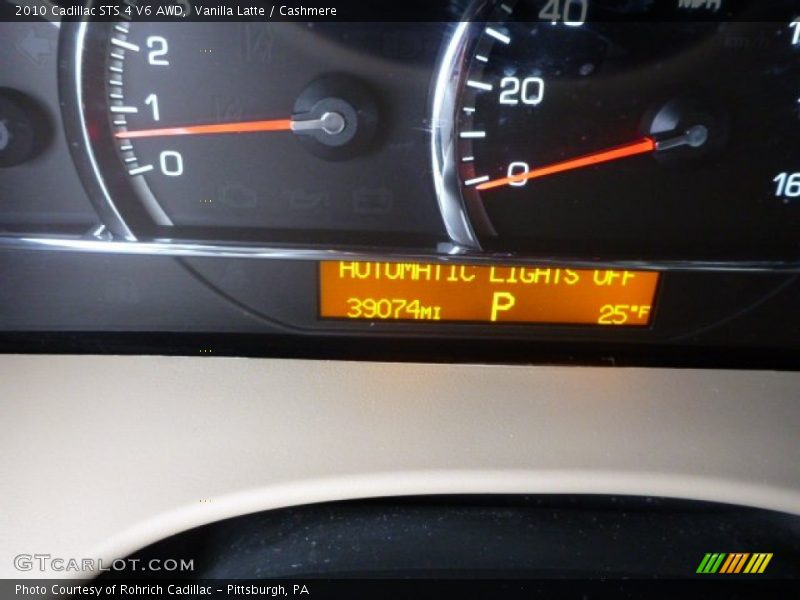 2010 Cadillac STS 4 V6 AWD, Vanilla Latte / Cashmere
40
2
20
1
0
0
16
AUTOMATIC LIGHTS OFF
39074MI P 25°F
GTCARLOT.COM
Photo Courtesy of Rohrich Cadillac - Pittsburgh, PA